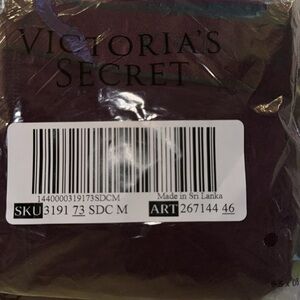 VICTORIA'S
SECRET
1440000319173SDCM
Made in Sri Lanka
SKU 3191 73 SDC M
ART 267144 46